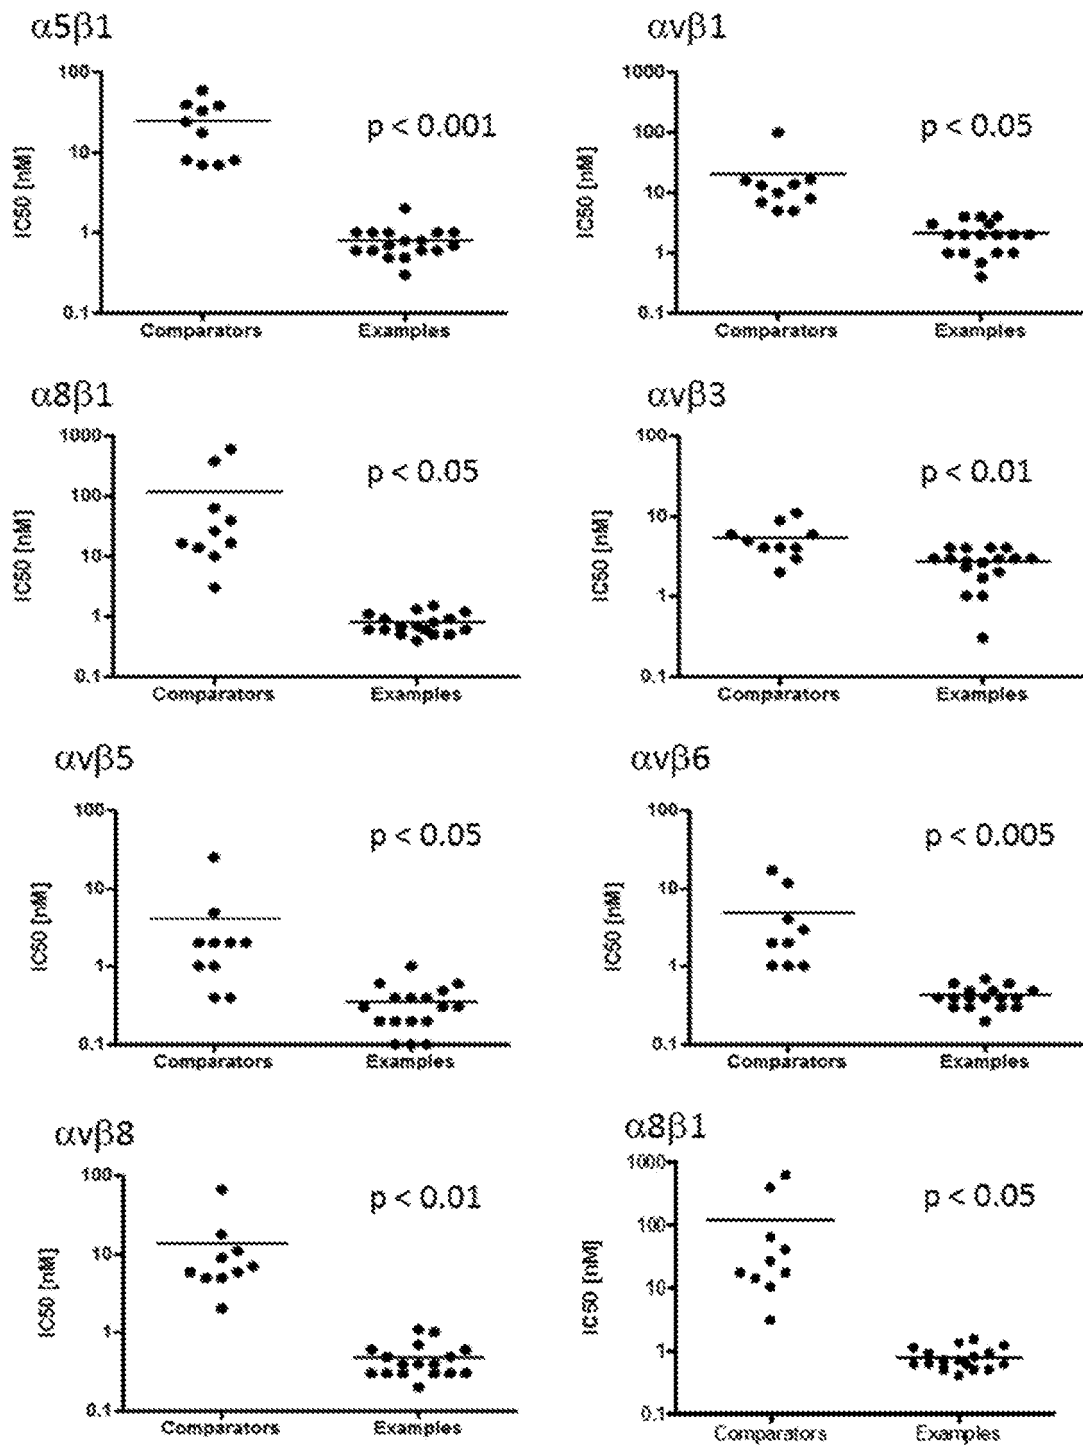 α5β1
IC50 [nM]
100
10
1
0.1
p < 0.001
Comparators
Examples
αvβ1
IC50 [nM]
1000
100
10
1
0.1
p < 0.05
Comparators
Examples
α8β1
IC50 [nM]
1000
100
10
1
0.1
p < 0.05
Comparators
Examples
αvβ3
IC50 [nM]
100
10
1
0.1
p < 0.01
Comparators
Examples
αvβ5
IC50 [nM]
100
10
1
0.1
p < 0.05
Comparators
Examples
αvβ6
IC50 [nM]
100
10
1
0.1
p < 0.005
Comparators
Examples
αvβ8
IC50 [nM]
100
10
1
0.1
p < 0.01
Comparators
Examples
α8β1
IC50 [nM]
1000
100
10
1
0.1
p < 0.05
Comparators
Examples